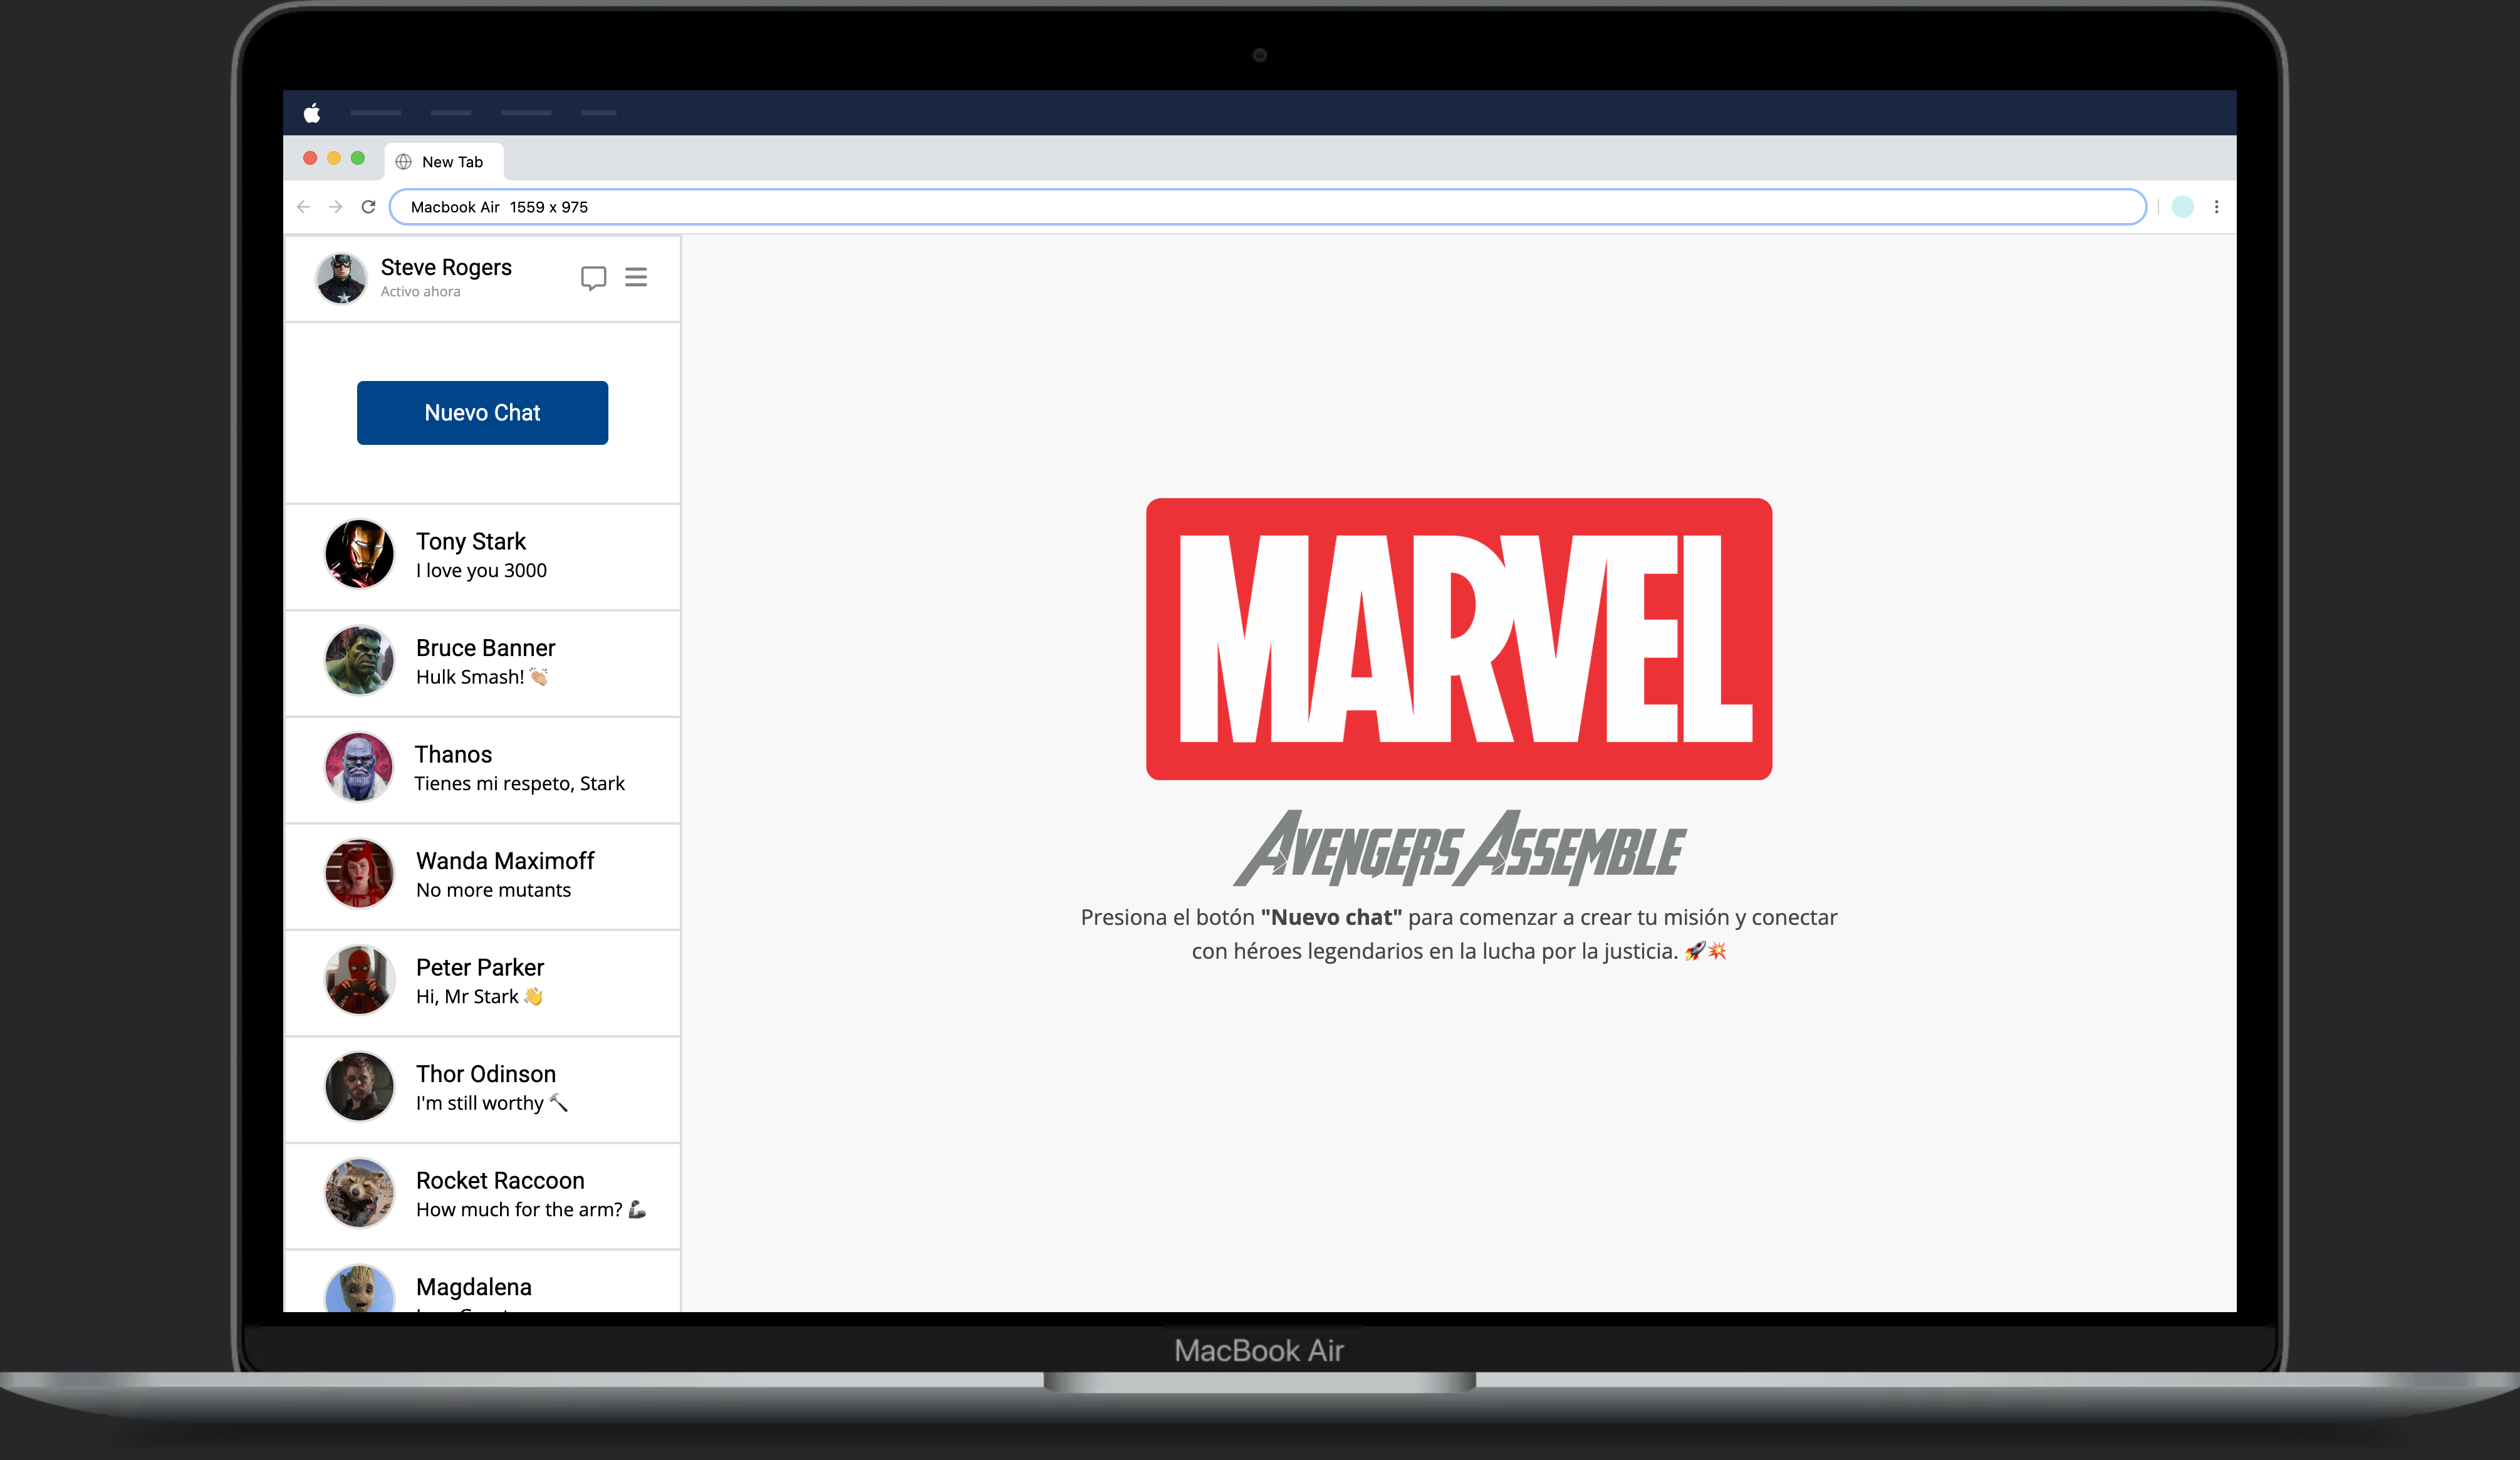 New Tab
Macbook Air 1559 x 975
Steve Rogers
Activo ahora
Nuevo Chat
Tony Stark
I love you 3000
Bruce Banner
Hulk Smash! 👏🏼
Thanos
Tienes mi respeto, Stark
Wanda Maximoff
No more mutants
Peter Parker
Hi, Mr Stark 👋
Thor Odinson
I'm still worthy 🔨
Rocket Raccoon
How much for the arm? 🦾
Magdalena
MARVEL
AVENGERS ASSEMBLE
Presiona el botón "Nuevo chat" para comenzar a crear tu misión y conectar
con héroes legendarios en la lucha por la justicia. 🚀💥
MacBook Air